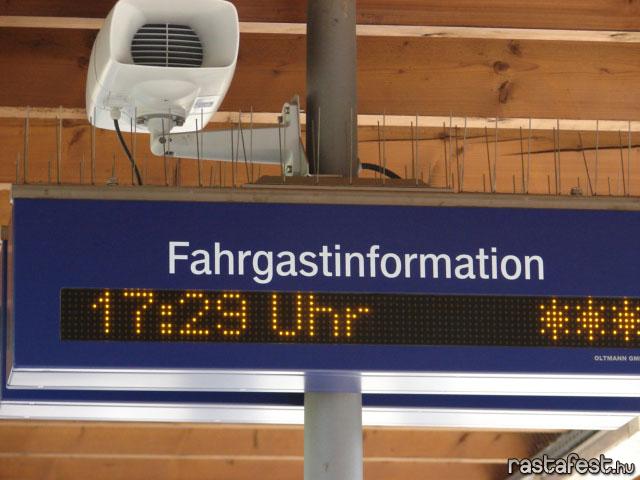 Fahrgastinformation
17:29 Uhr ***
OLTMANN GM
rastafest.hu